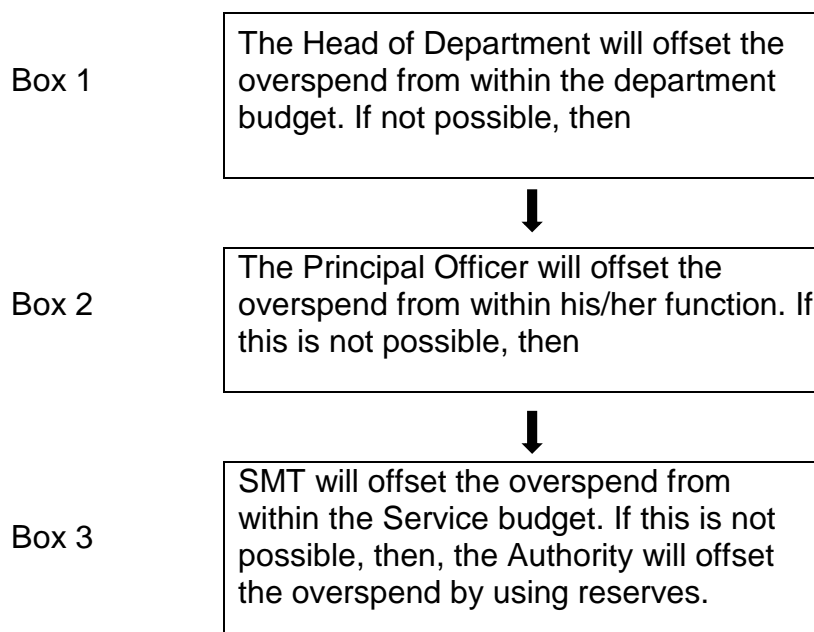 Box 1
The Head of Department will offset the
overspend from within the department
budget. If not possible, then
Box 2
The Principal Officer will offset the
overspend from within his/her function. If
this is not possible, then
Box 3
SMT will offset the overspend from
within the Service budget. If this is not
possible, then, the Authority will offset
the overspend by using reserves.